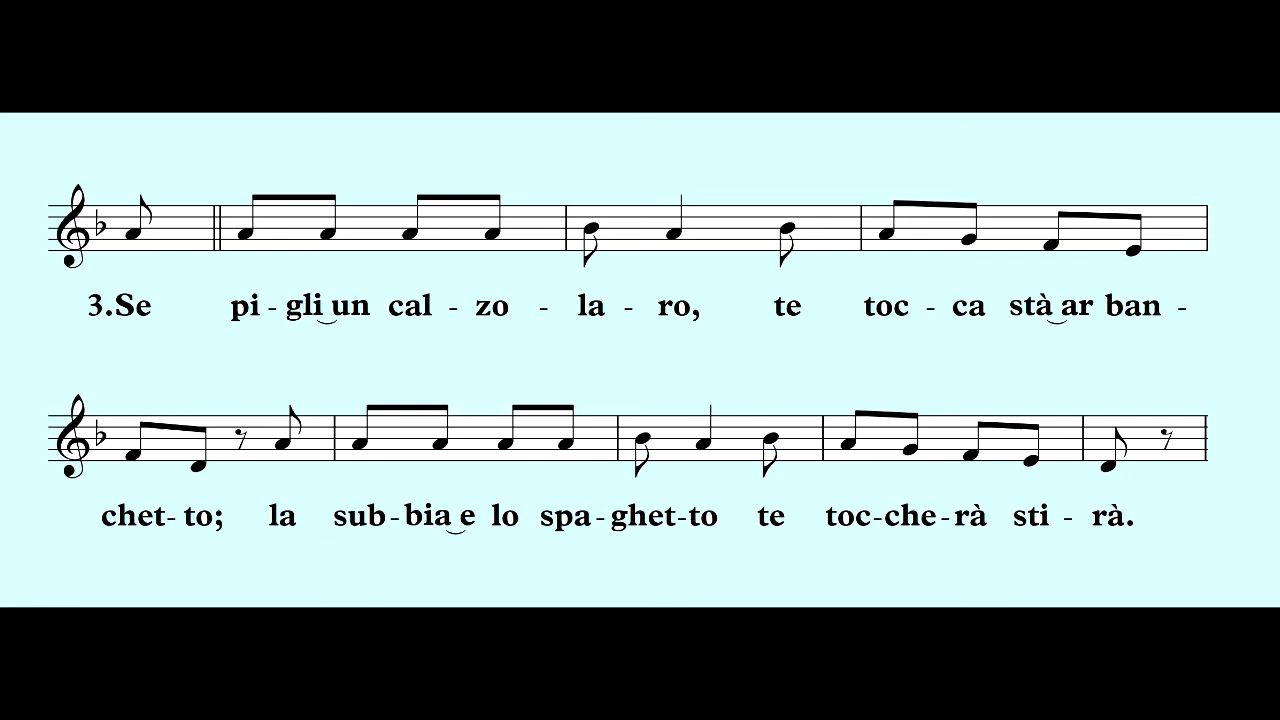 3.Se pi - gli un cal - zo - la - ro, te toc - ca stà ar ban -
chet- to; la sub-bia e lo spa-ghet-to te toc-che-rà sti - rà.